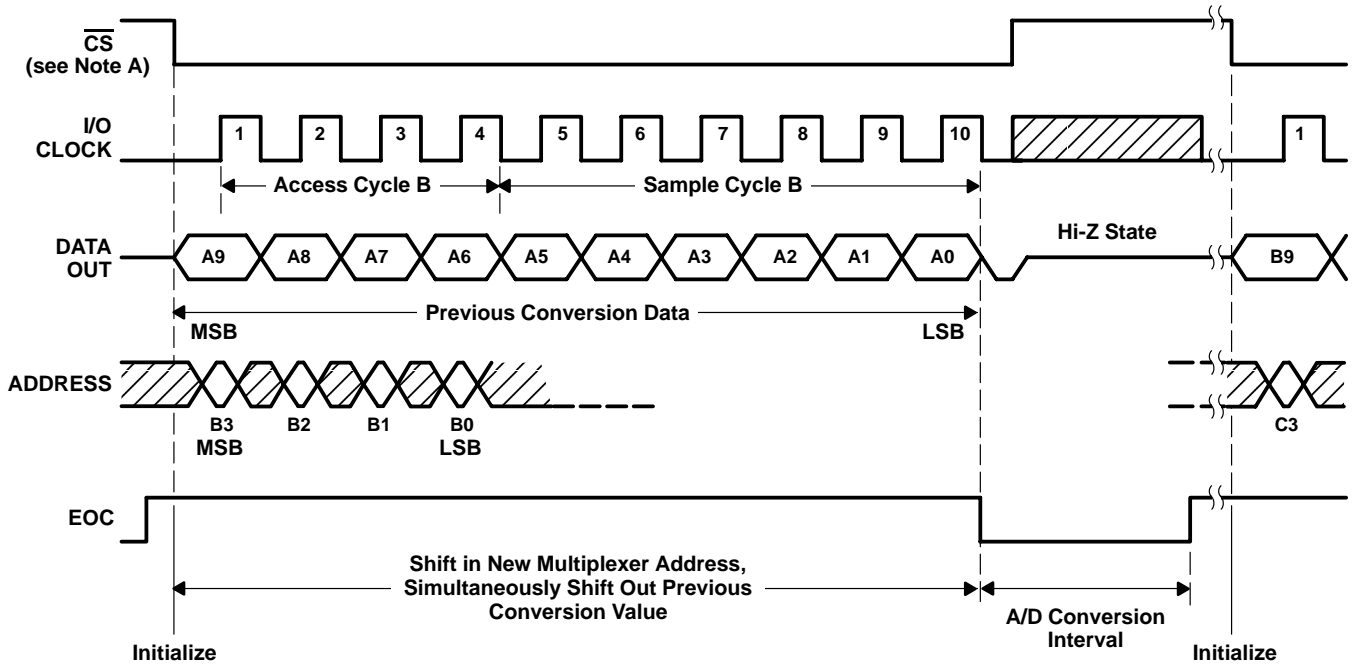 CS
(see Note A)
I/O
CLOCK
1 2 3 4 5 6 7 8 9 10 1
Access Cycle B Sample Cycle B
DATA
OUT
A9 A8 A7 A6 A5 A4 A3 A2 A1 A0 Hi-Z State B9
Previous Conversion Data
MSB LSB
ADDRESS
B3 B2 B1 B0 C3
MSB LSB
EOC
Shift in New Multiplexer Address,
Simultaneously Shift Out Previous
Conversion Value
A/D Conversion
Interval
Initialize Initialize